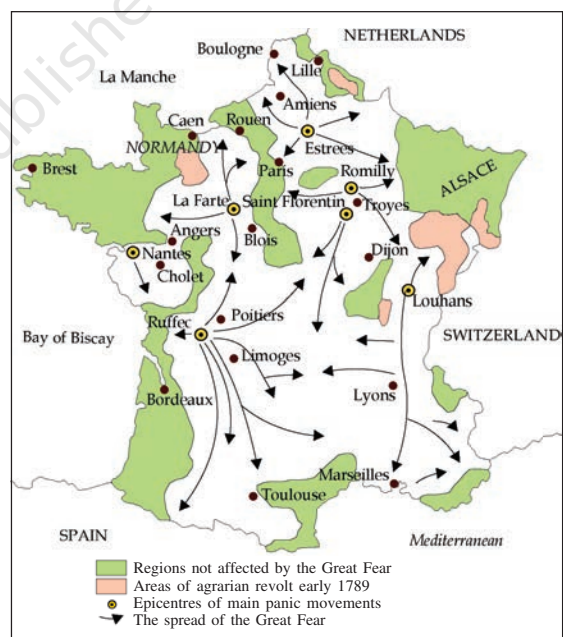 NETHERLANDS
Boulogne
Lille
La Manche
Amiens
Caen
Rouen
NORMANDY
Estrees
Brest
Paris
Romilly
ALSACE
La Farte
Saint Florentin
Troyes
Angers
Blois
Nantes
Dijon
Cholet
Louhans
Ruffec
Poitiers
Bay of Biscay
SWITZERLAND
Limoges
Bordeaux
Lyons
Marseilles
Toulouse
SPAIN
Mediterranean
Regions not affected by the Great Fear
Areas of agrarian revolt early 1789
Epicentres of main panic movements
The spread of the Great Fear